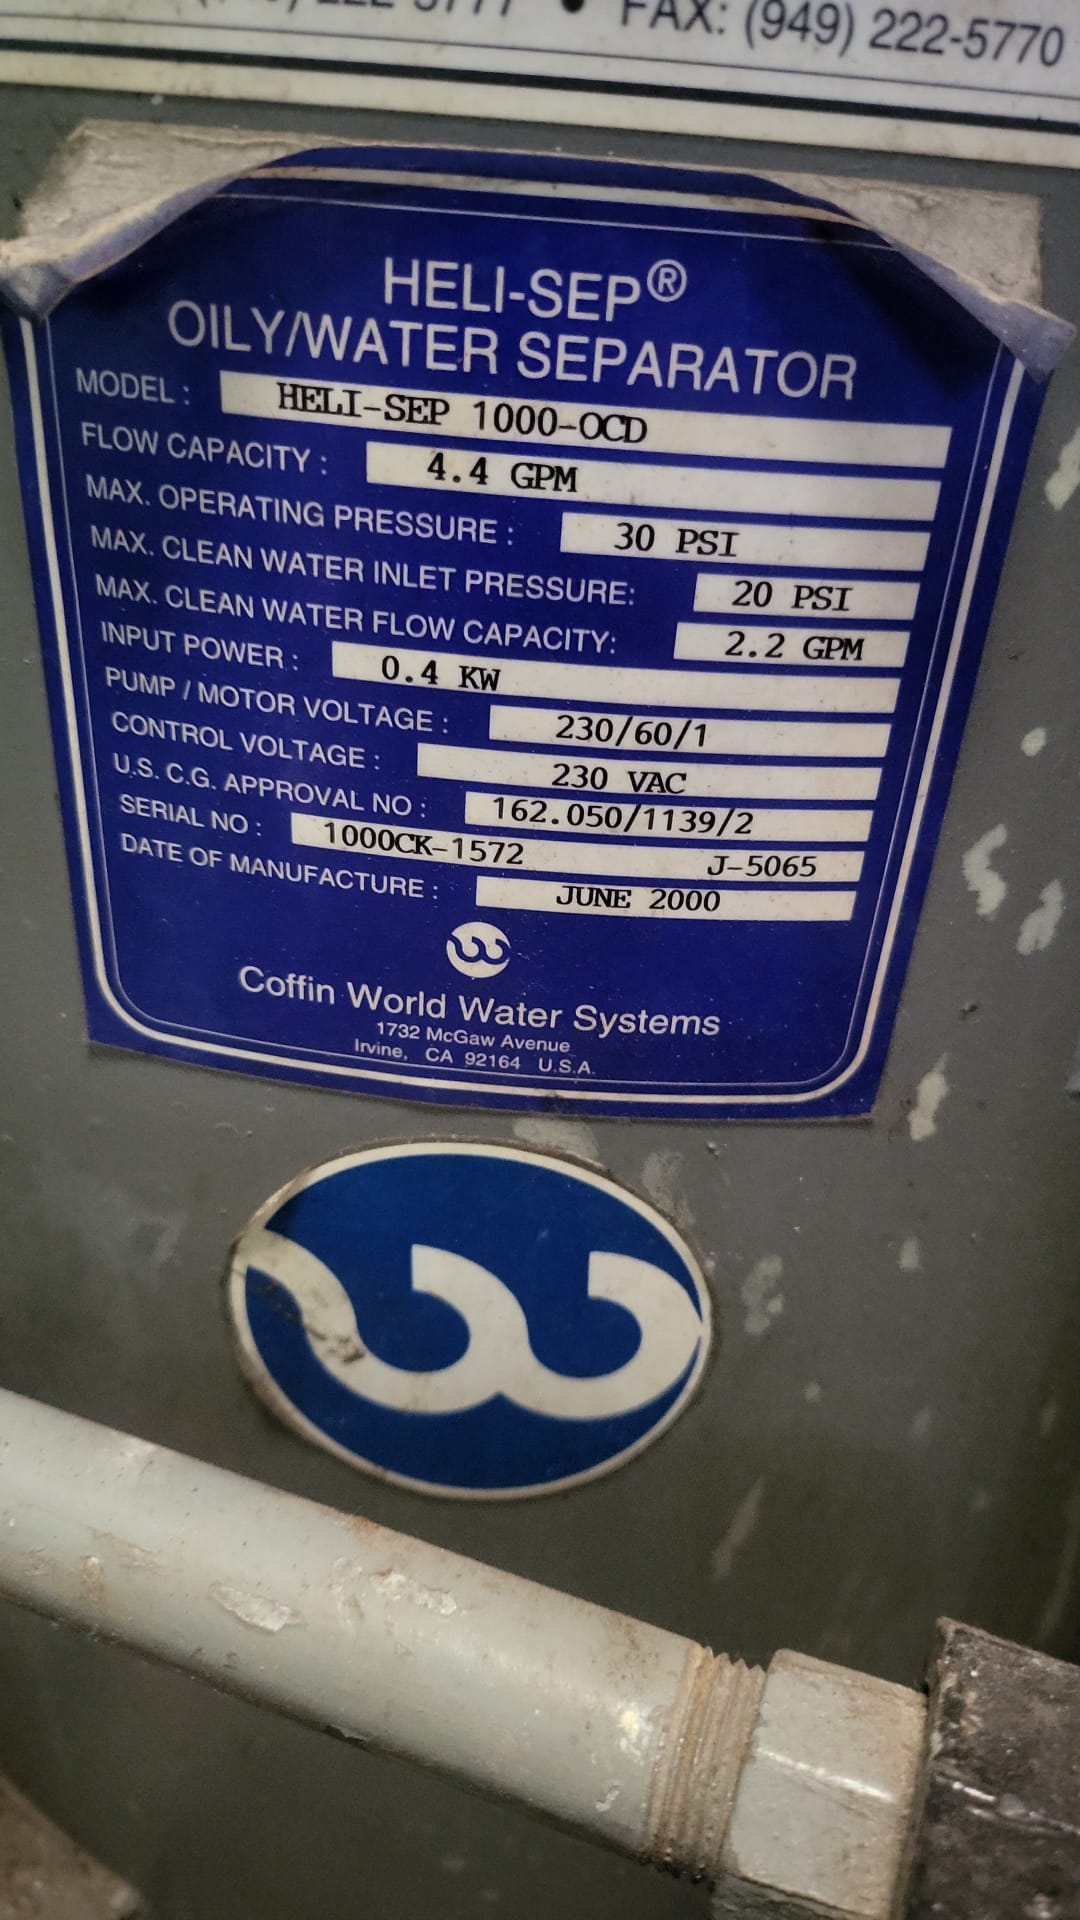 FAX: (949) 222-5770
HELI-SEP®
OILY/WATER SEPARATOR
MODEL : HELI-SEP 1000-OCD
FLOW CAPACITY : 4.4 GPM
MAX. OPERATING PRESSURE : 30 PSI
MAX. CLEAN WATER INLET PRESSURE: 20 PSI
MAX. CLEAN WATER FLOW CAPACITY: 2.2 GPM
INPUT POWER : 0.4 KW
PUMP / MOTOR VOLTAGE : 230/60/1
CONTROL VOLTAGE : 230 VAC
U.S. C.G. APPROVAL NO : 162.050/1139/2
SERIAL NO : 1000CK-1572 J-5065
DATE OF MANUFACTURE : JUNE 2000
Coffin World Water Systems
1732 McGaw Avenue
Irvine, CA 92164 U.S.A.